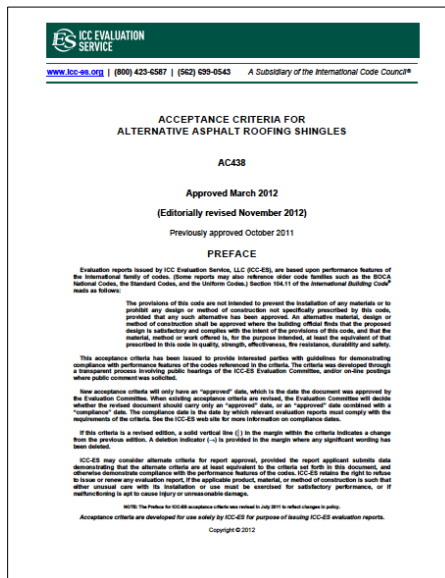 ICC EVALUATION
SERVICE
www.icc-es.org | (800) 423-6587 | (562) 699-0543 A Subsidiary of the International Code Council®
ACCEPTANCE CRITERIA FOR
ALTERNATIVE ASPHALT ROOFING SHINGLES
AC438
Approved March 2012
(Editorially revised November 2012)
Previously approved October 2011
PREFACE
Evaluation reports issued by ICC Evaluation Service, LLC (ICC-ES), are based upon performance features of
the International family of codes. (Some reports may also reference older code families such as the BOCA
National Codes, the Standard Codes, and the Uniform Codes.) Section 104.11 of the International Building Code®
reads as follows:
The provisions of this code are not intended to prevent the installation of any materials or to
prohibit any design or method of construction not specifically prescribed by this code,
provided that any such alternative has been approved. An alternative material, design or
method of construction shall be approved where the building official finds that the proposed
design is satisfactory and complies with the intent of the provisions of this code, and that the
material, method or work offered is, for the purpose intended, at least the equivalent of that
prescribed in this code in quality, strength, effectiveness, fire resistance, durability and safety.
This acceptance criteria has been issued to provide interested parties with guidelines for demonstrating
compliance with performance features of the codes referenced in the criteria. The criteria was developed through
a transparent process involving public hearings of the ICC-ES Evaluation Committee, and/or on-line postings
where public comment was solicited.
New acceptance criteria will only have an "approved" date, which is the date the document was approved by
the Evaluation Committee. When existing acceptance criteria are revised, the Evaluation Committee will decide
whether the revised document should carry only an "approved" date, or an "approved" date combined with a
"compliance" date. The compliance date is the date by which relevant evaluation reports must comply with the
requirements of the criteria. See the ICC-ES web site for more information on compliance dates.
If this criteria is a revised edition, a solid vertical line (|) in the margin within the criteria indicates a change
from the previous edition. A deletion indicator (→) is provided in the margin where any significant wording has
been deleted.
ICC-ES may consider alternate criteria for report approval, provided the report applicant submits data
demonstrating that the alternate criteria are at least equivalent to the criteria set forth in this document, and
otherwise demonstrate compliance with the performance features of the codes. ICC-ES retains the right to refuse
to issue or renew any evaluation report, if the applicable product, material, or method of construction is such that
either unusual care with its installation or use must be exercised for satisfactory performance, or if
malfunctioning is apt to cause injury or unreasonable damage.
NOTE: The Preface for ICC-ES acceptance criteria was revised in July 2011 to reflect changes in policy.
Acceptance criteria are developed for use solely by ICC-ES for purpose of issuing ICC-ES evaluation reports.
Copyright © 2012